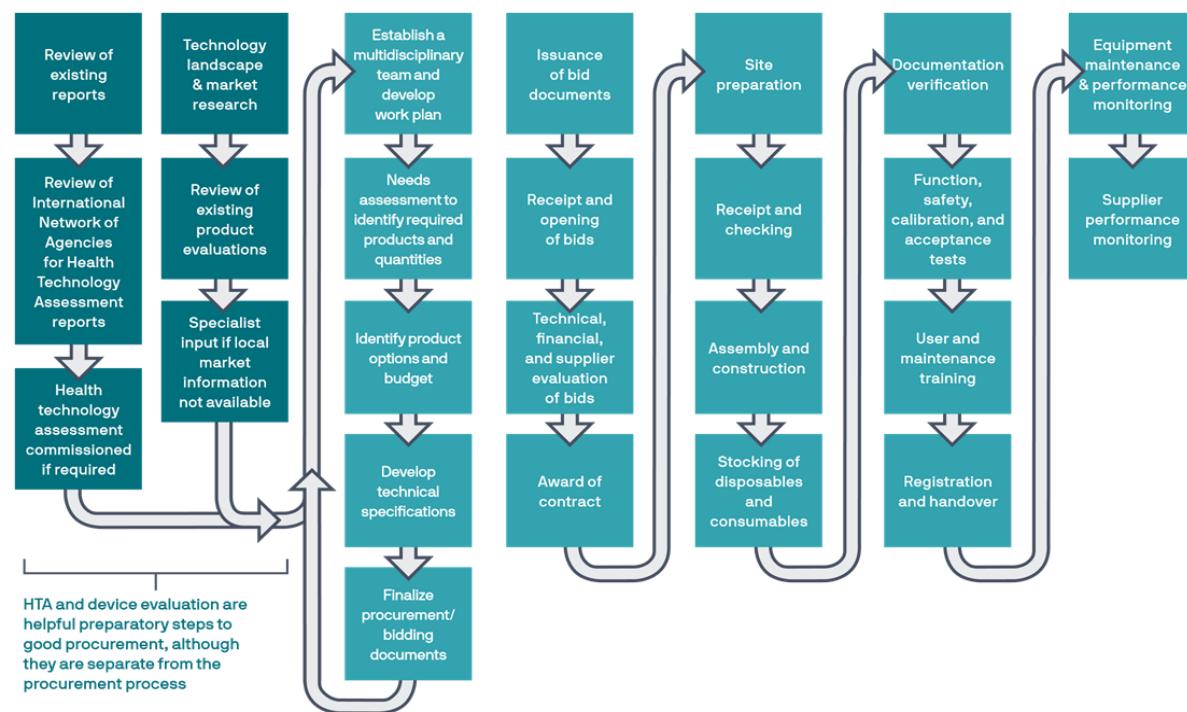 Review of
existing
reports
Review of
International
Network of
Agencies
for Health
Technology
Assessment
reports
Health
technology
assessment
commissioned
if required
Technology
landscape
& market
research
Review of
existing
product
evaluations
Specialist
input if local
market
information
not available
HTA and device evaluation are
helpful preparatory steps to
good procurement, although
they are separate from the
procurement process
Establish a
multidisciplinary
team and
develop
work plan
Needs
assessment to
identify required
products and
quantities
Identify product
options and
budget
Develop
technical
specifications
Finalize
procurement/
bidding
documents
Issuance
of bid
documents
Receipt and
opening
of bids
Technical,
financial,
and supplier
evaluation
of bids
Award of
contract
Site
preparation
Receipt and
checking
Assembly and
construction
Stocking of
disposables
and
consumables
Documentation
verification
Function,
safety,
calibration, and
acceptance
tests
User and
maintenance
training
Registration
and handover
Equipment
maintenance
& performance
monitoring
Supplier
performance
monitoring